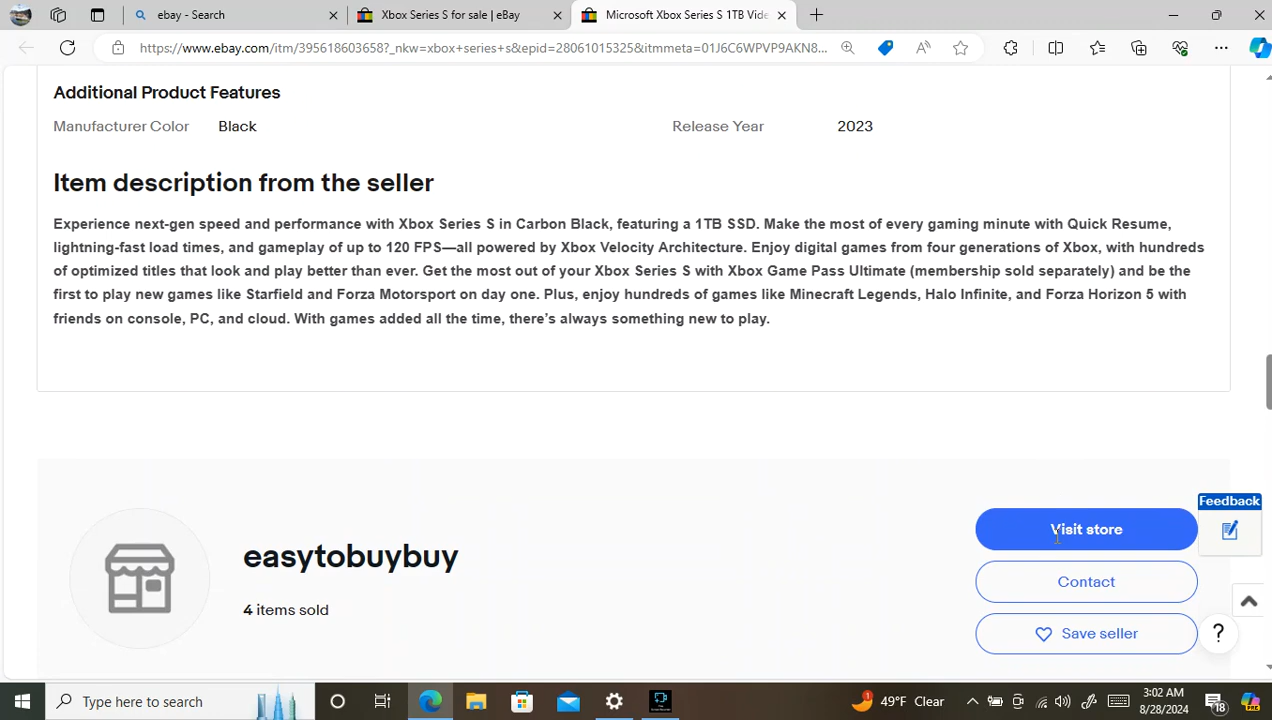 ebay - Search
Xbox Series S for sale | eBay
Microsoft Xbox Series S 1TB Vide
https://www.ebay.com/itm/395618603658?_nkw=xbox+series+s&epid=28061015325&itmmeta=01J6C6WPVP9AKN8...
Additional Product Features
Manufacturer Color Black Release Year 2023
Item description from the seller
Experience next-gen speed and performance with Xbox Series S in Carbon Black, featuring a 1TB SSD. Make the most of every gaming minute with Quick Resume,
lightning-fast load times, and gameplay of up to 120 FPS—all powered by Xbox Velocity Architecture. Enjoy digital games from four generations of Xbox, with hundreds
of optimized titles that look and play better than ever. Get the most out of your Xbox Series S with Xbox Game Pass Ultimate (membership sold separately) and be the
first to play new games like Starfield and Forza Motorsport on day one. Plus, enjoy hundreds of games like Minecraft Legends, Halo Infinite, and Forza Horizon 5 with
friends on console, PC, and cloud. With games added all the time, there's always something new to play.
Feedback
Visit store
easytobuybuy
Contact
4 items sold
Save seller
?
Type here to search
1
49°F Clear
3:02 AM
8/28/2024
18